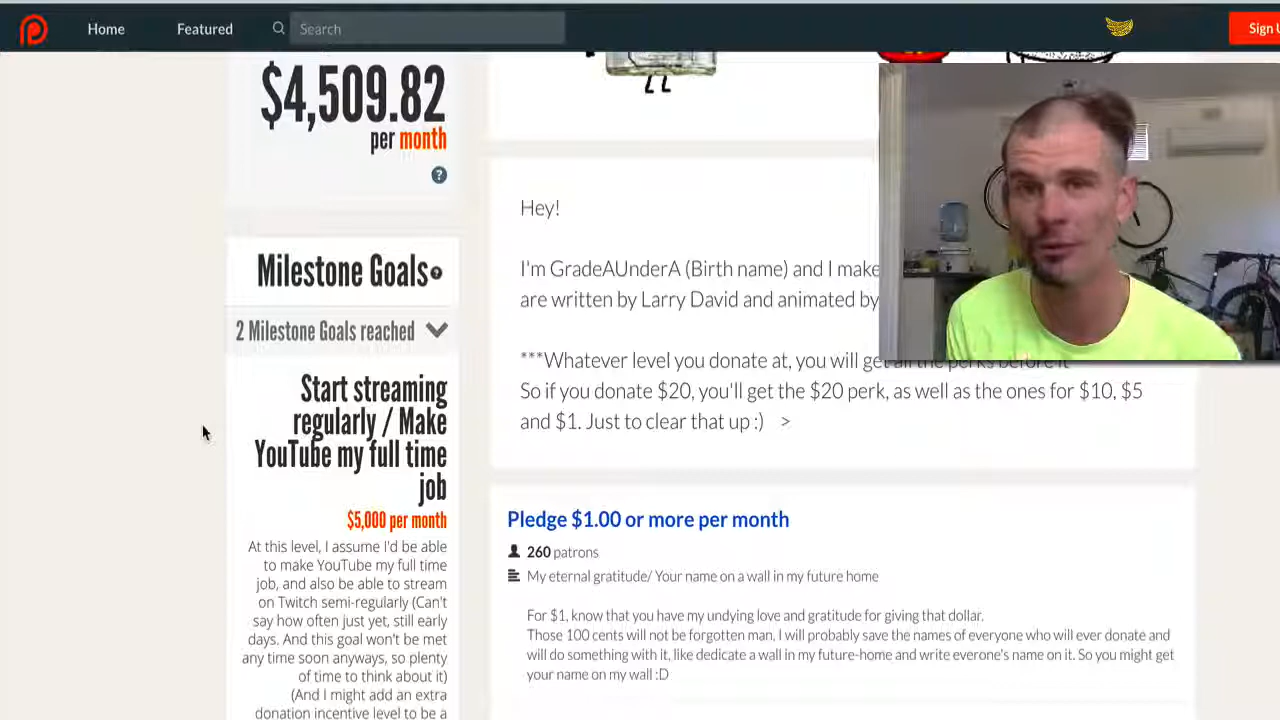 Home
Featured
Search
Sign
$4,509.82
per month
Milestone Goals
2 Milestone Goals reached
Start streaming
regularly / Make
YouTube my full time
job
$5,000 per month
At this level, I assume I'd be able
to make YouTube my full time
job, and also be able to stream
on Twitch semi-regularly (Can't
say how often just yet, still early
days. And this goal won't be met
any time soon anyways, so plenty
of time to think about it)
(And I might add an extra
donation incentive level to be a
Hey!
I'm GradeAUnderA (Birth name) and I make
are written by Larry David and animated by
***Whatever level you donate at, you will get all the perks before it
So if you donate $20, you'll get the $20 perk, as well as the ones for $10, $5
and $1. Just to clear that up :) >
Pledge $1.00 or more per month
260 patrons
My eternal gratitude/ Your name on a wall in my future home
For $1, know that you have my undying love and gratitude for giving that dollar.
Those 100 cents will not be forgotten man, I will probably save the names of everyone who will ever donate and
will do something with it, like dedicate a wall in my future-home and write everone's name on it. So you might get
your name on my wall :D